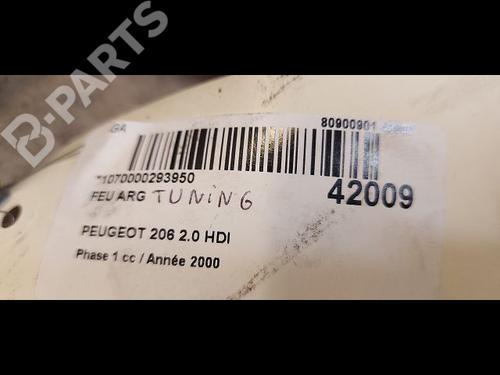 B-PARTS
GA
80900901
*1070000293950
42009
FEU ARG TUNiNG
PEUGEOT 206 2.0 HDI
Phase 1 cc / Année 2000